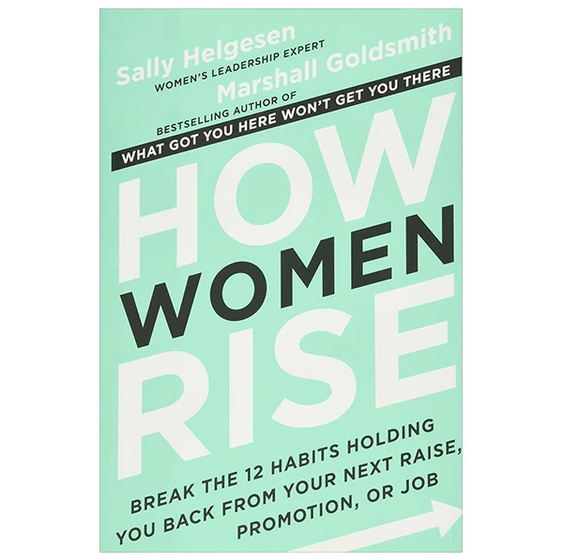 Sally Helgesen
WOMEN'S LEADERSHIP EXPERT
Marshall Goldsmith
BESTSELLING AUTHOR OF
WHAT GOT YOU HERE WON'T GET YOU THERE
HOW
WOMEN
RISE
BREAK THE 12 HABITS HOLDING
YOU BACK FROM YOUR NEXT RAISE,
PROMOTION, OR JOB